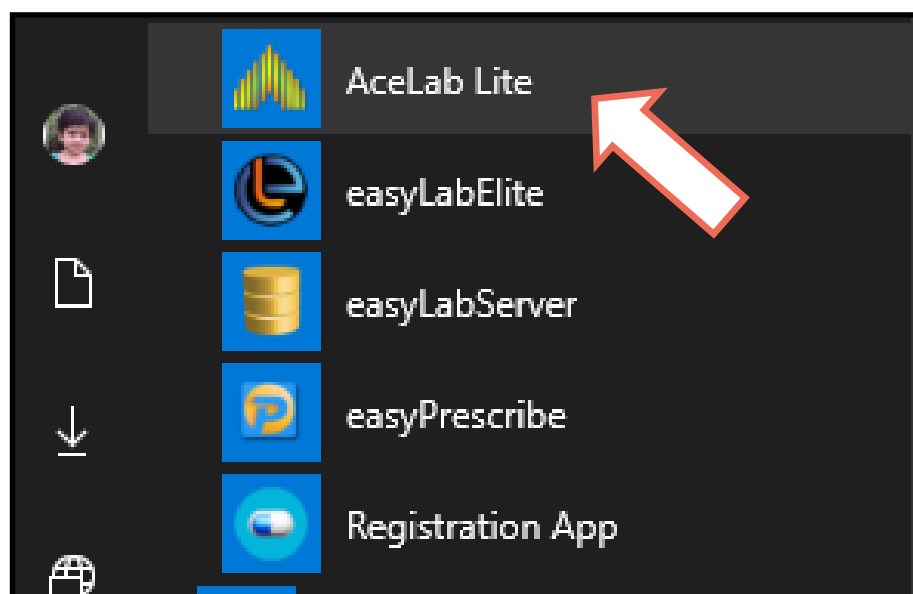 AceLab Lite
easyLabElite
easyLabServer
easyPrescribe
Registration App